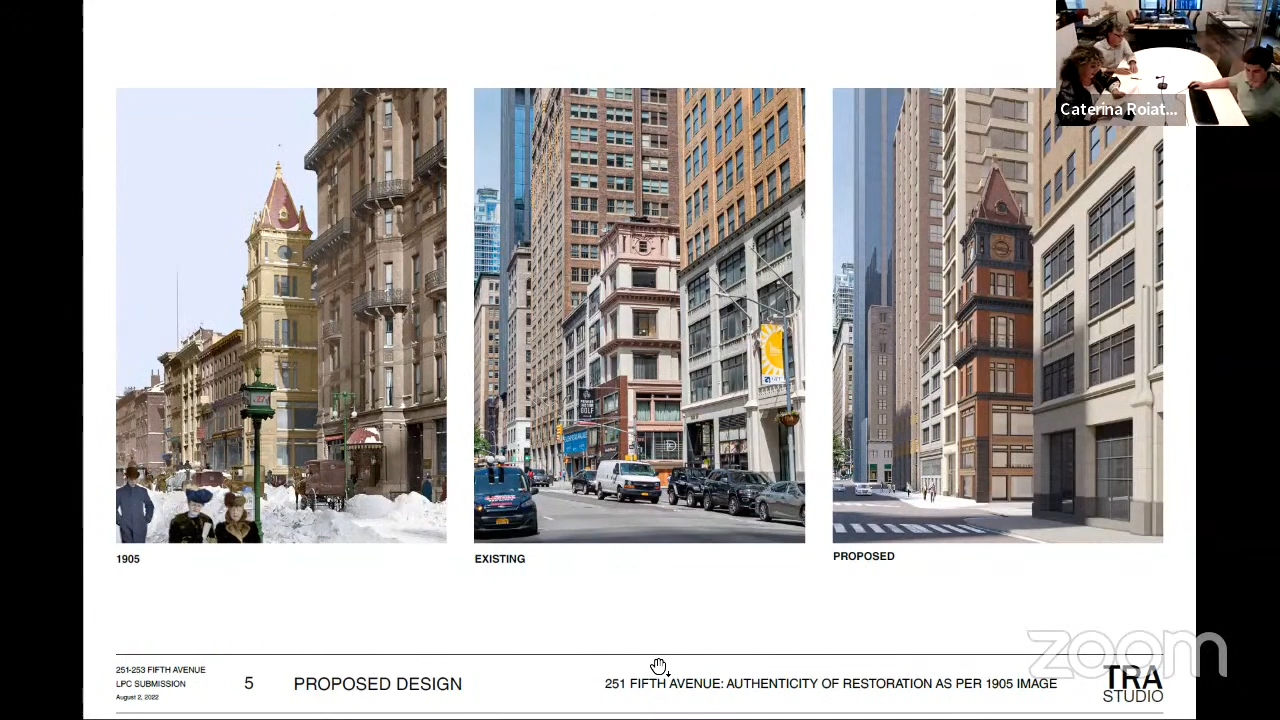 Caterina Roiat...
1905
EXISTING
PROPOSED
251-253 FIFTH AVENUE
LPC SUBMISSION
August 2, 2022
5
PROPOSED DESIGN
251 FIFTH AVENUE: AUTHENTICITY OF RESTORATION AS PER 1905 IMAGE
TRA
STUDIO
zoom